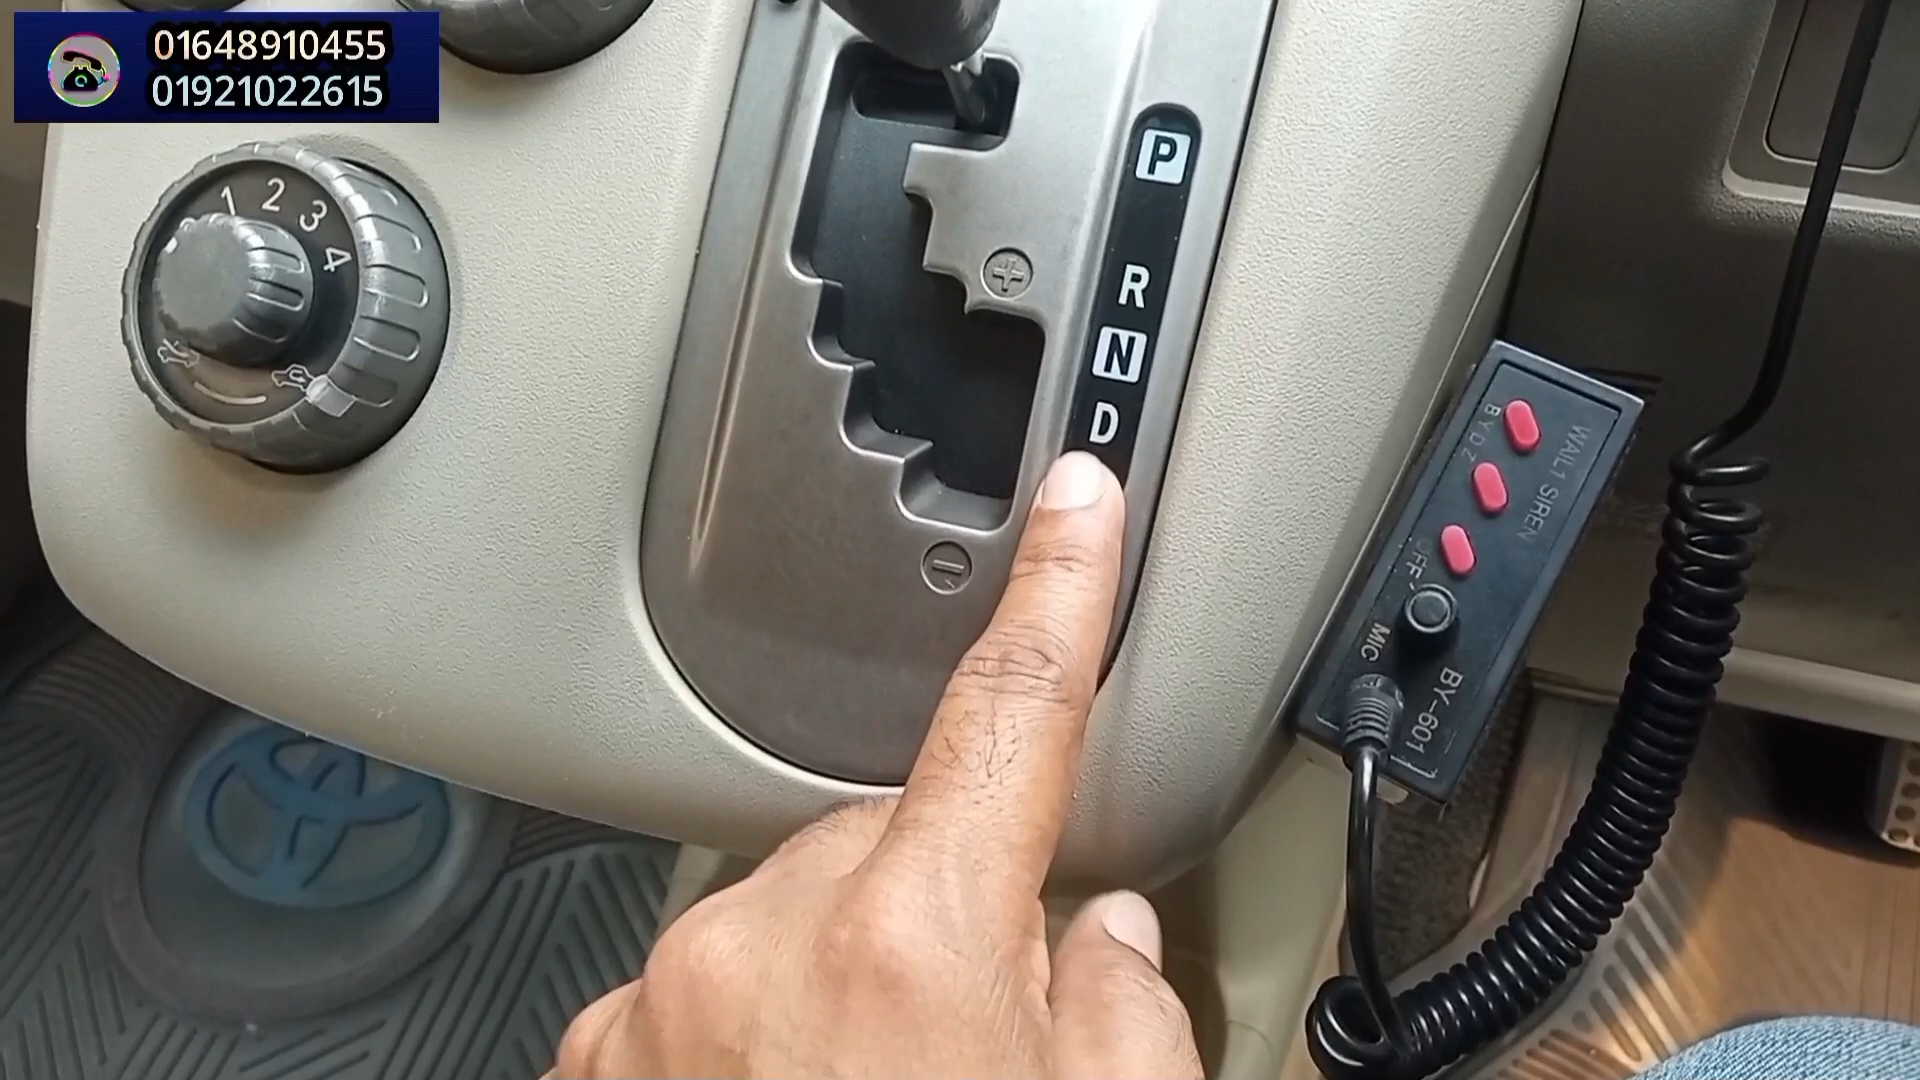 01648910455
01921022615
1 2 3 4
P
R
N
D
+
-
BYDZ
WAIL1 SIREN
OFF
MIC
BY-601